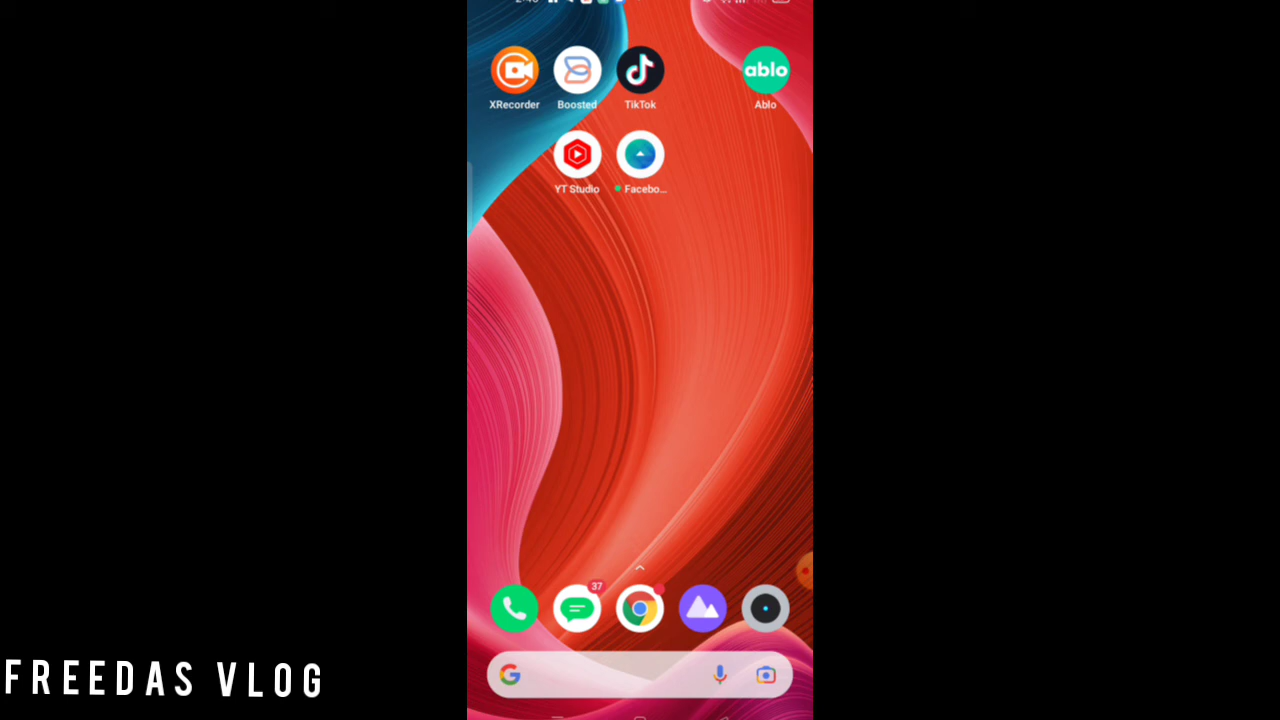 ablo
XRecorder Boosted TikTok Ablo
YT Studio Facebo...
37
FREEDAS VLOG